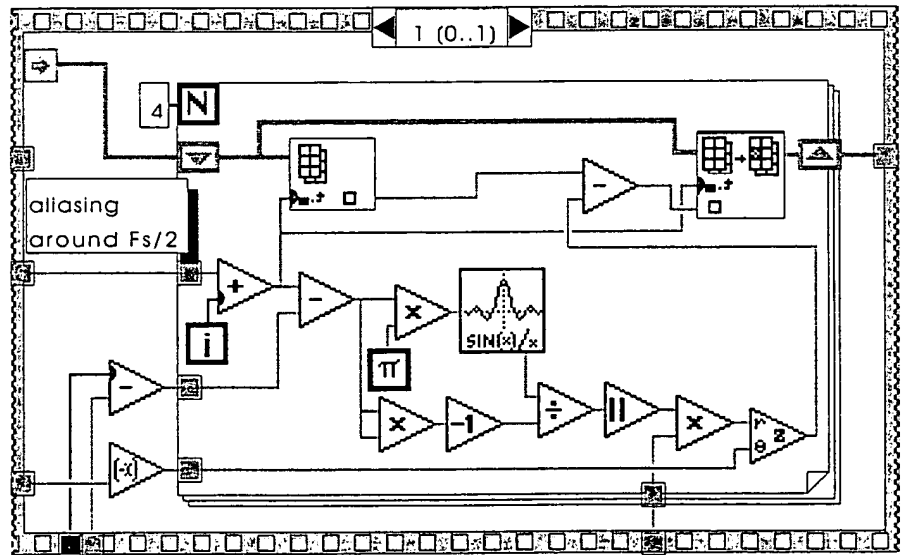 1 (0..1)
4
N
aliasing
around Fs/2
-
+
-
i
×
π
SIN(x)/x
-
×
-1
÷
||
×
r
θ z
(-x)